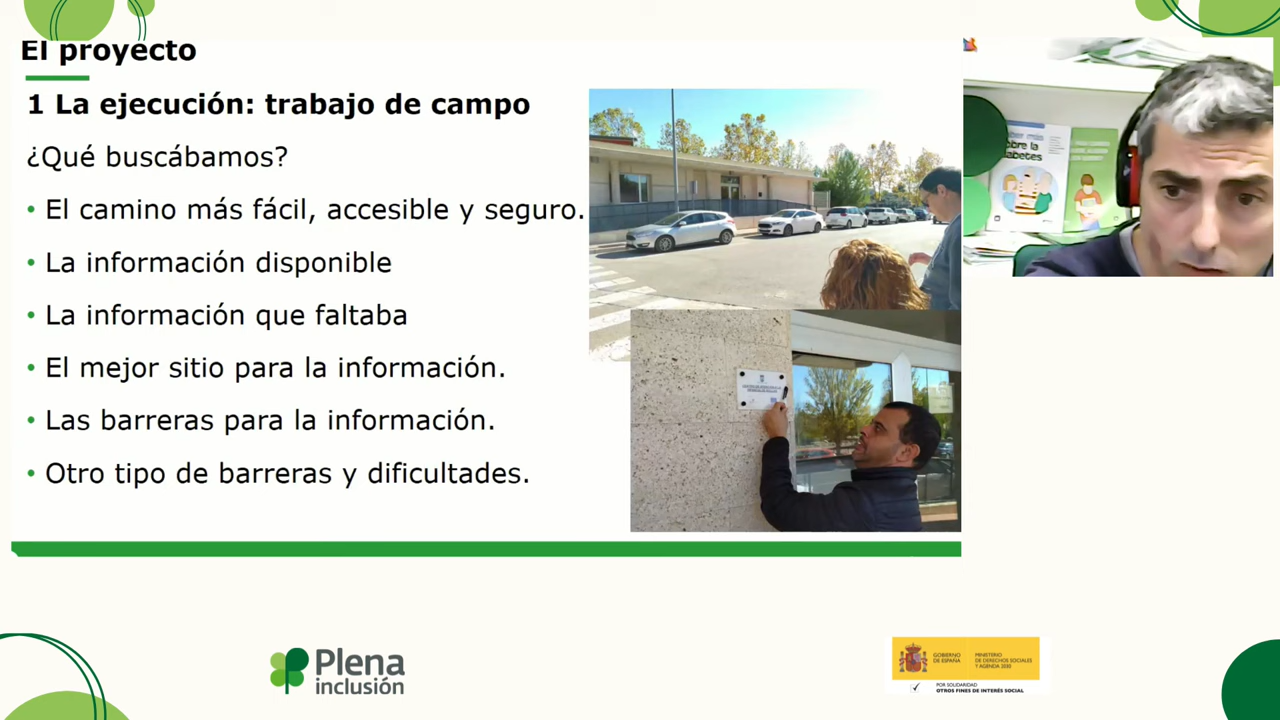 El proyecto
1 La ejecución: trabajo de campo
¿Qué buscábamos?
• El camino más fácil, accesible y seguro.
• La información disponible
• La información que faltaba
• El mejor sitio para la información.
• Las barreras para la información.
• Otro tipo de barreras y dificultades.
Plena
inclusión
GOBIERNO
DE ESPAÑA
MINISTERIO
DE DERECHOS SOCIALES
Y AGENDA 2030
POR SOLIDARIDAD
OTROS FINES DE INTERÉS SOCIAL